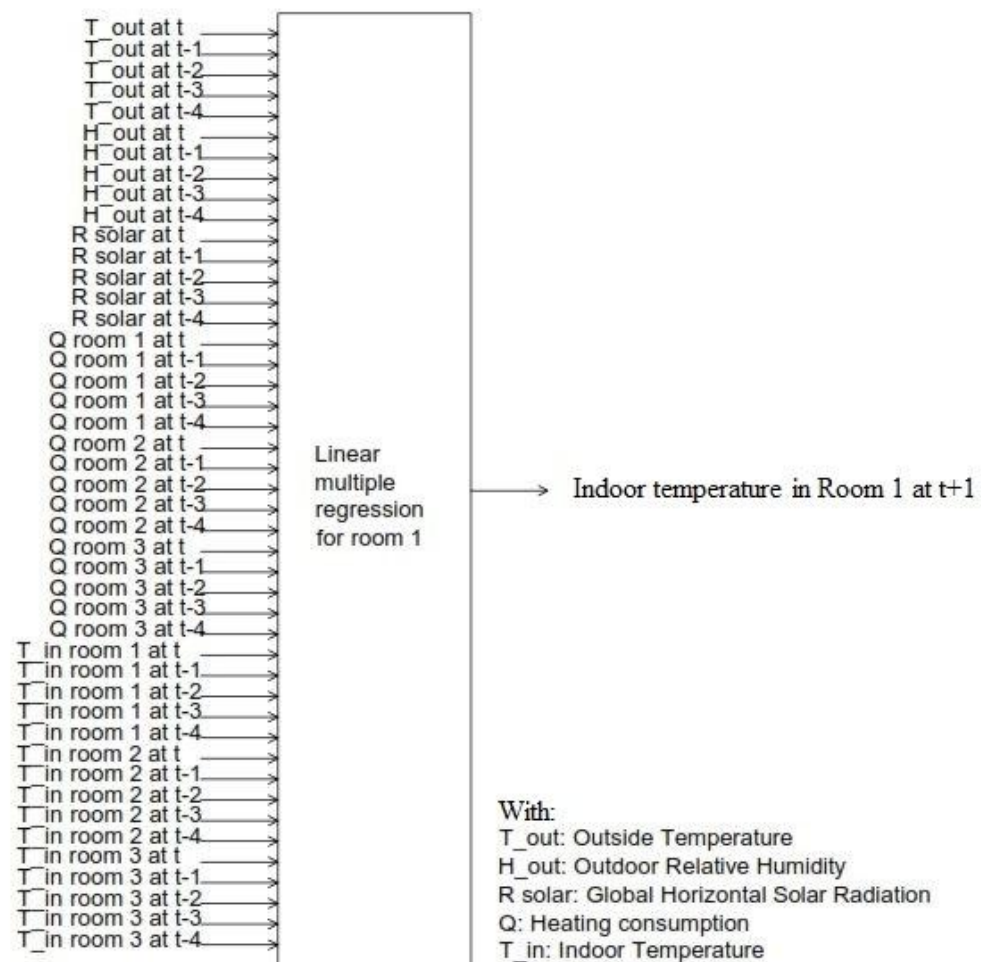 T_out at t
T_out at t-1
T_out at t-2
T_out at t-3
T_out at t-4
H_out at t
H_out at t-1
H_out at t-2
H_out at t-3
H_out at t-4
R solar at t
R solar at t-1
R solar at t-2
R solar at t-3
R solar at t-4
Q room 1 at t
Q room 1 at t-1
Q room 1 at t-2
Q room 1 at t-3
Q room 1 at t-4
Q room 2 at t
Q room 2 at t-1
Q room 2 at t-2
Q room 2 at t-3
Q room 2 at t-4
Q room 3 at t
Q room 3 at t-1
Q room 3 at t-2
Q room 3 at t-3
Q room 3 at t-4
T_in room 1 at t
T_in room 1 at t-1
T_in room 1 at t-2
T_in room 1 at t-3
T_in room 1 at t-4
T_in room 2 at t
T_in room 2 at t-1
T_in room 2 at t-2
T_in room 2 at t-3
T_in room 2 at t-4
T_in room 3 at t
T_in room 3 at t-1
T_in room 3 at t-2
T_in room 3 at t-3
T_in room 3 at t-4
Linear
multiple
regression
for room 1
Indoor temperature in Room 1 at t+1
With:
T_out: Outside Temperature
H_out: Outdoor Relative Humidity
R solar: Global Horizontal Solar Radiation
Q: Heating consumption
T_in: Indoor Temperature